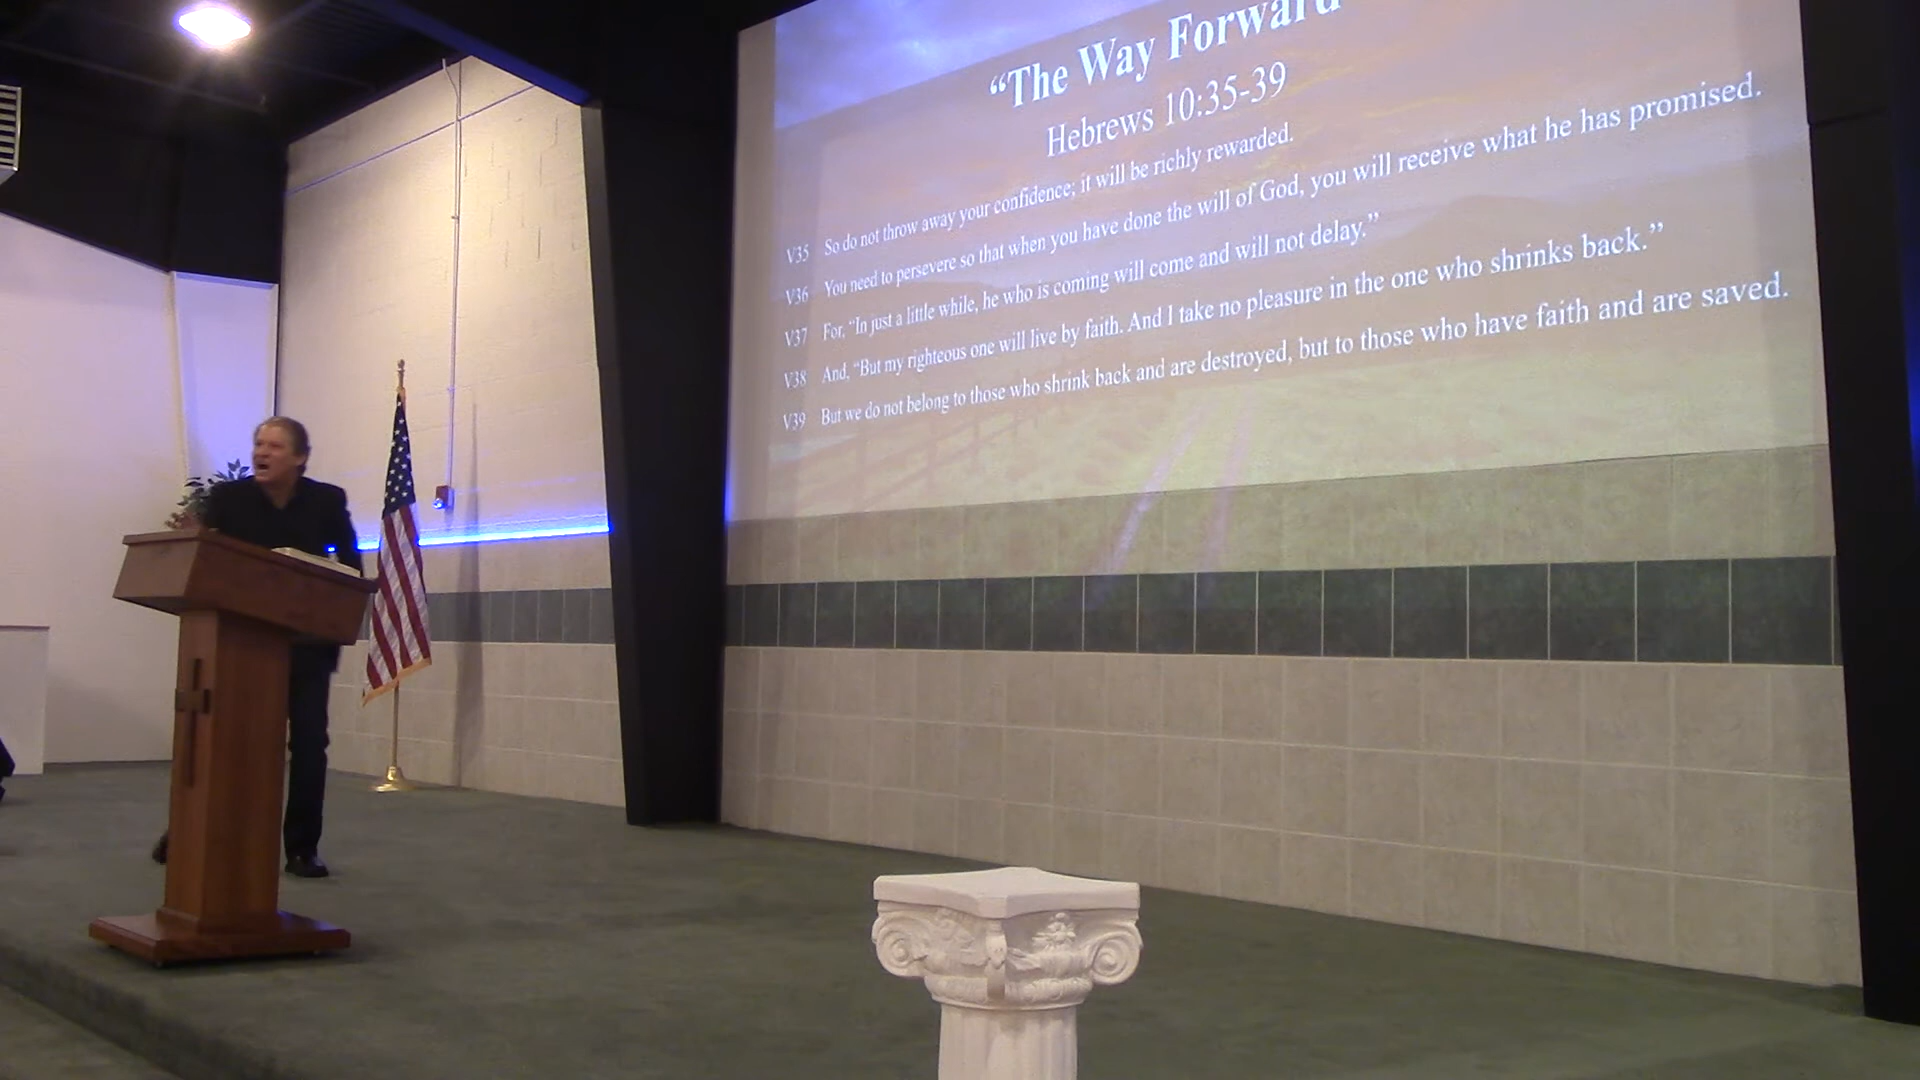 “The Way Forward
Hebrews 10:35-39
V35 So do not throw away your confidence; it will be richly rewarded.
V36 You need to persevere so that when you have done the will of God, you will receive what he has promised.
V37 For, “In just a little while, he who is coming will come and will not delay.”
V38 And, “But my righteous one will live by faith. And I take no pleasure in the one who shrinks back.”
V39 But we do not belong to those who shrink back and are destroyed, but to those who have faith and are saved.